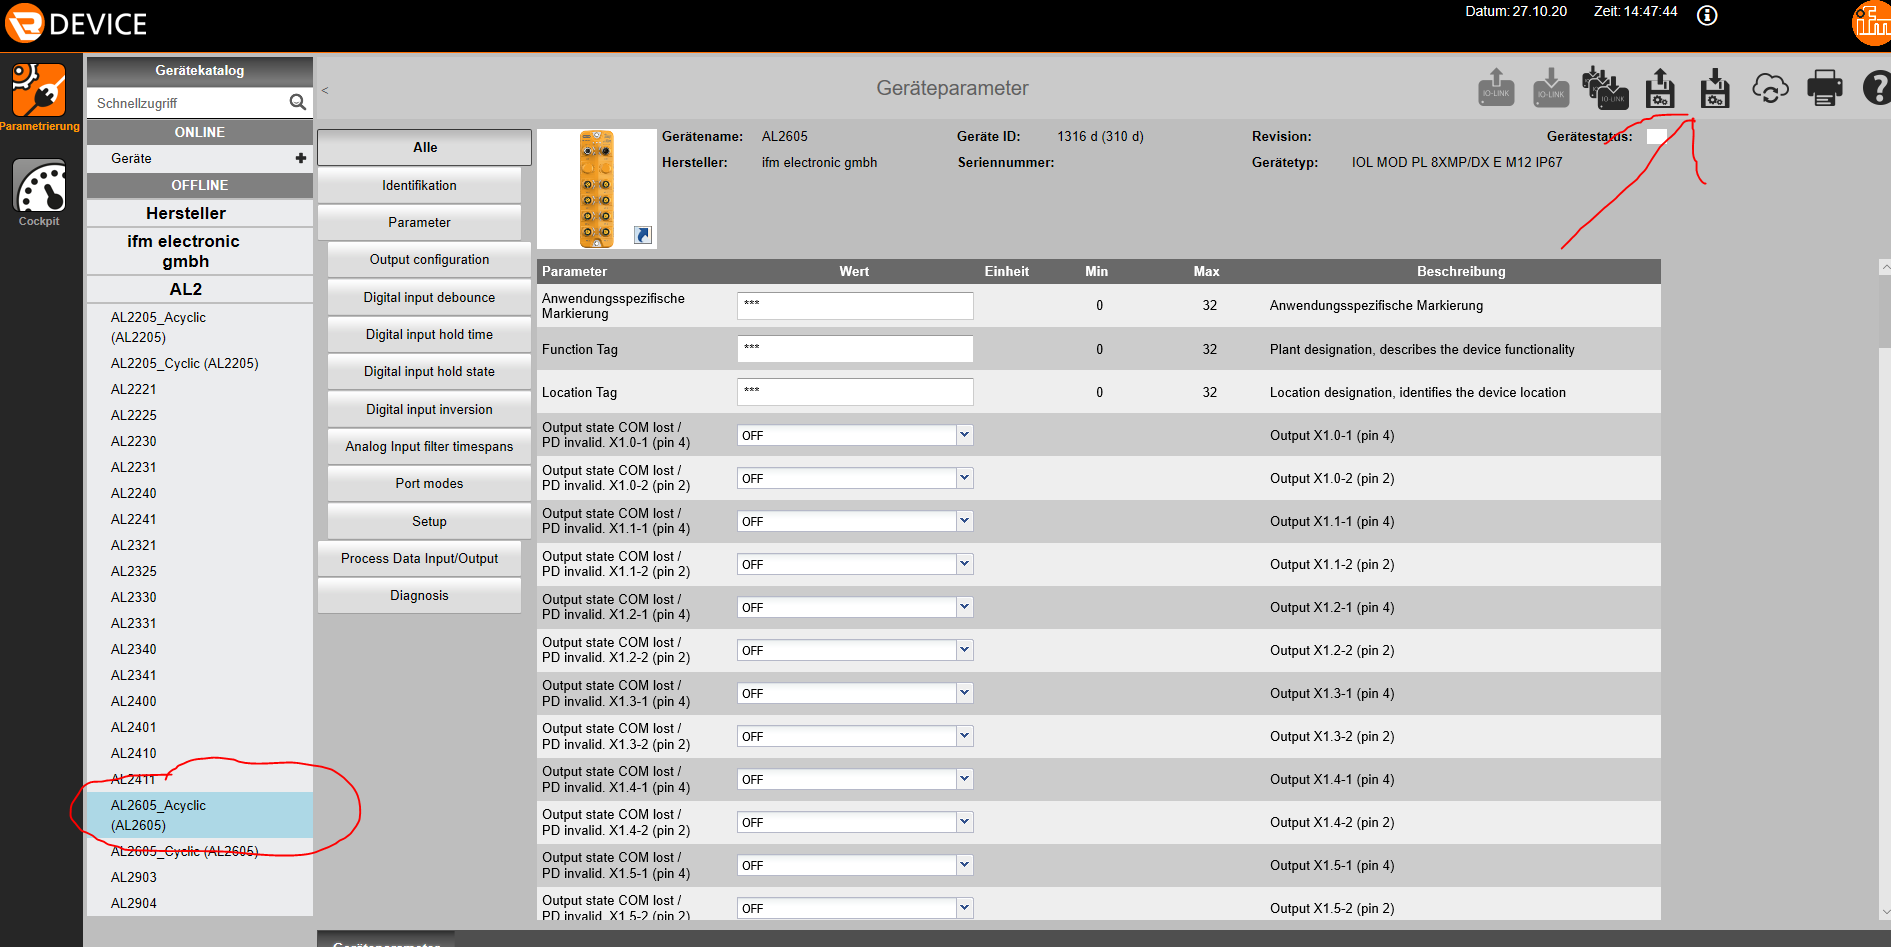 DEVICE
Datum: 27.10.20
Zeit: 14:47:44
ifm
Parametrierung
Cockpit
Gerätekatalog
Schnellzugriff
ONLINE
Geräte
OFFLINE
Hersteller
ifm electronic
gmbh
AL2
AL2205_Acyclic
(AL2205)
AL2205_Cyclic (AL2205)
AL2221
AL2225
AL2230
AL2231
AL2240
AL2241
AL2321
AL2325
AL2330
AL2331
AL2340
AL2341
AL2400
AL2401
AL2410
AL2411
AL2605_Acyclic
(AL2605)
AL2605_Cyclic (AL2605)
AL2903
AL2904
<
Geräteparameter
IO-LINK
IO-LINK
IO-LINK
Alle
Identifikation
Parameter
Output configuration
Digital input debounce
Digital input hold time
Digital input hold state
Digital input inversion
Analog Input filter timespans
Port modes
Setup
Process Data Input/Output
Diagnosis
Gerätename: AL2605 Geräte ID: 1316 d (310 d) Revision: Gerätestatus:
Hersteller: ifm electronic gmbh Seriennummer: Gerätetyp: IOL MOD PL 8XMP/DX E M12 IP67
Parameter Wert Einheit Min Max Beschreibung
Anwendungsspezifische
Markierung *** 0 32 Anwendungsspezifische Markierung
Function Tag *** 0 32 Plant designation, describes the device functionality
Location Tag *** 0 32 Location designation, identifies the device location
Output state COM lost /
PD invalid. X1.0-1 (pin 4) OFF Output X1.0-1 (pin 4)
Output state COM lost /
PD invalid. X1.0-2 (pin 2) OFF Output X1.0-2 (pin 2)
Output state COM lost /
PD invalid. X1.1-1 (pin 4) OFF Output X1.1-1 (pin 4)
Output state COM lost /
PD invalid. X1.1-2 (pin 2) OFF Output X1.1-2 (pin 2)
Output state COM lost /
PD invalid. X1.2-1 (pin 4) OFF Output X1.2-1 (pin 4)
Output state COM lost /
PD invalid. X1.2-2 (pin 2) OFF Output X1.2-2 (pin 2)
Output state COM lost /
PD invalid. X1.3-1 (pin 4) OFF Output X1.3-1 (pin 4)
Output state COM lost /
PD invalid. X1.3-2 (pin 2) OFF Output X1.3-2 (pin 2)
Output state COM lost /
PD invalid. X1.4-1 (pin 4) OFF Output X1.4-1 (pin 4)
Output state COM lost /
PD invalid. X1.4-2 (pin 2) OFF Output X1.4-2 (pin 2)
Output state COM lost /
PD invalid. X1.5-1 (pin 4) OFF Output X1.5-1 (pin 4)
Output state COM lost /
PD invalid. X1.5-2 (pin 2) OFF Output X1.5-2 (pin 2)
Geräteparameter